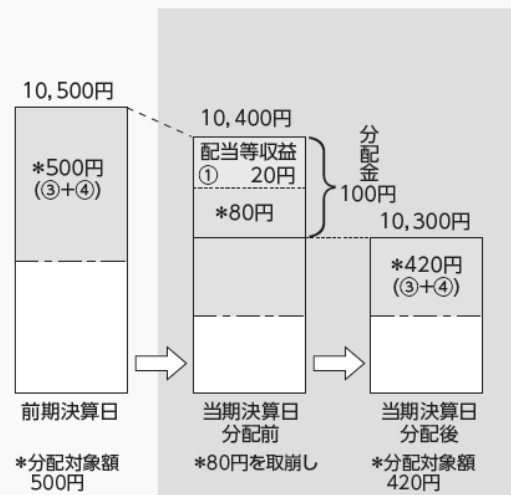 10,500円
*500円
(③+④)
前期決算日
*分配対象額
500円
10,400円
配当等収益
① 20円
*80円
分配金
100円
当期決算日
分配前
*80円を取崩し
10,300円
*420円
(③+④)
当期決算日
分配後
*分配対象額
420円